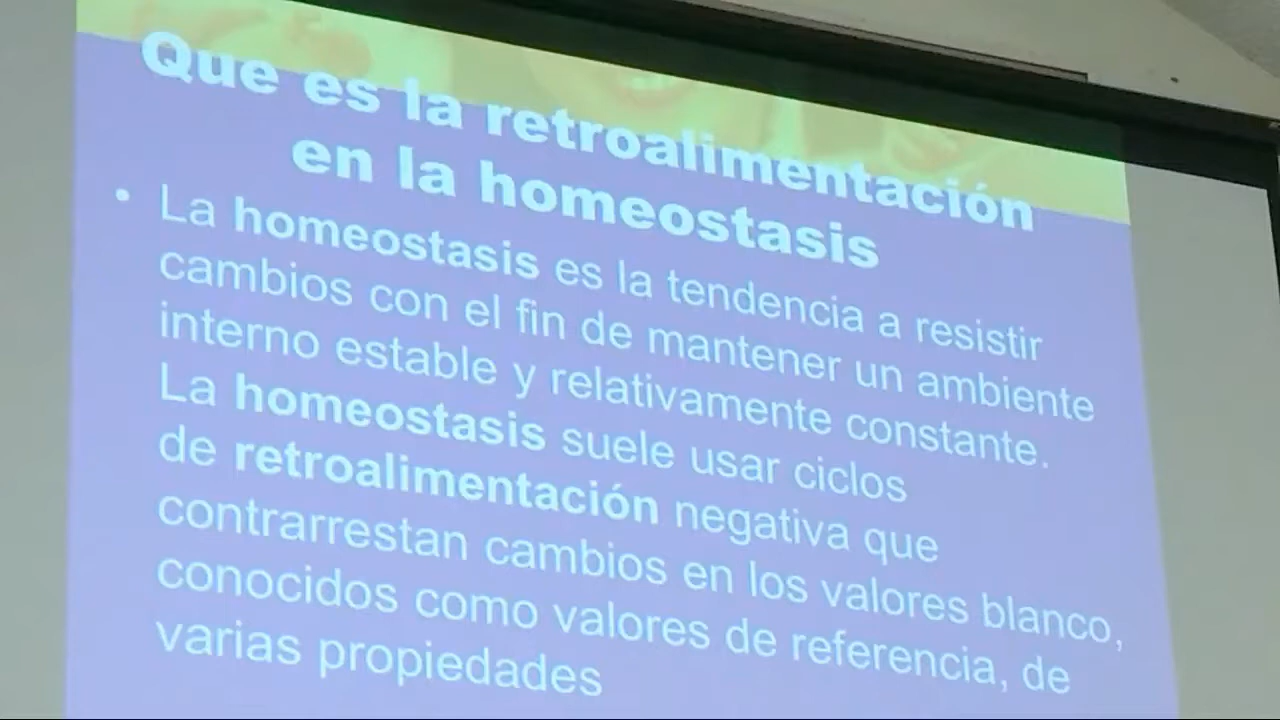 Que es la retroalimentación
en la homeostasis
• La homeostasis es la tendencia a resistir
cambios con el fin de mantener un ambiente
interno estable y relativamente constante.
La homeostasis suele usar ciclos
de retroalimentación negativa que
contrarrestan cambios en los valores blanco,
conocidos como valores de referencia, de
varias propiedades